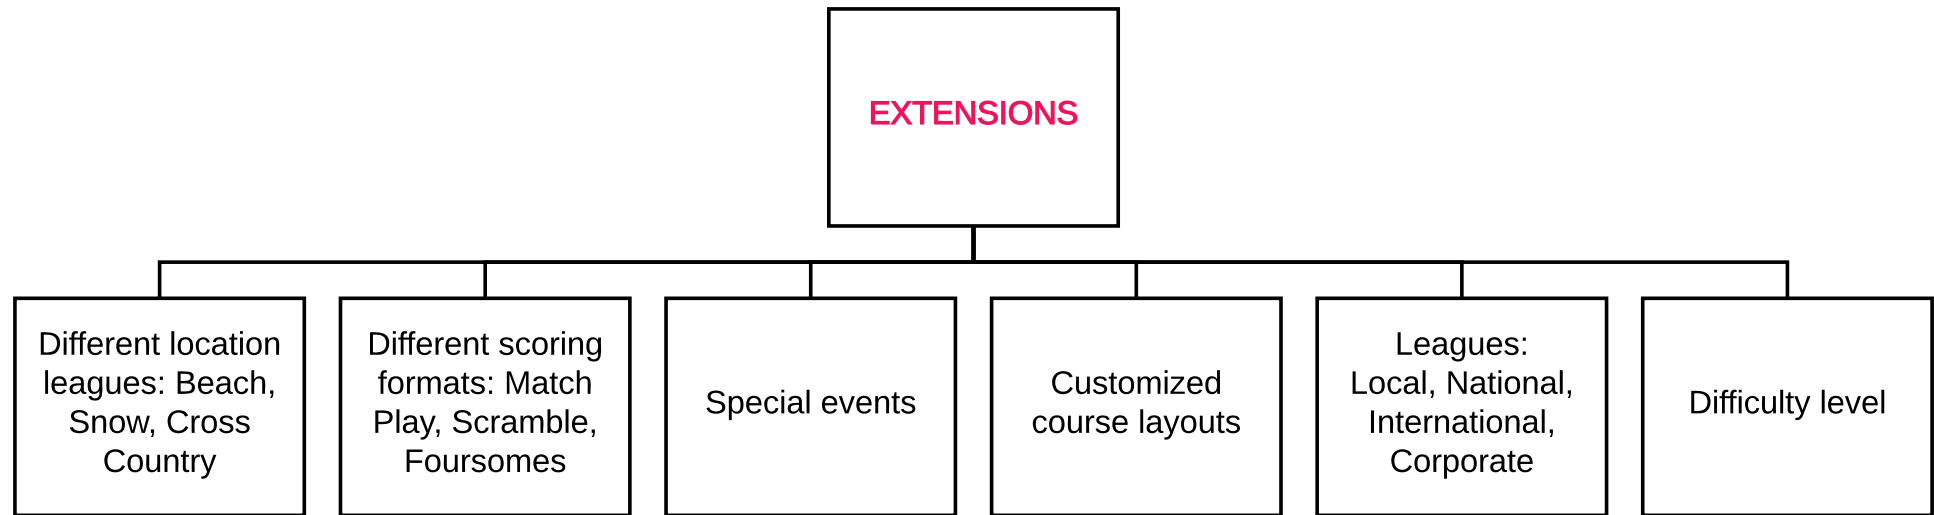 EXTENSIONS
Different location
leagues: Beach,
Snow, Cross
Country
Different scoring
formats: Match
Play, Scramble,
Foursomes
Special events
Customized
course layouts
Leagues:
Local, National,
International,
Corporate
Difficulty level